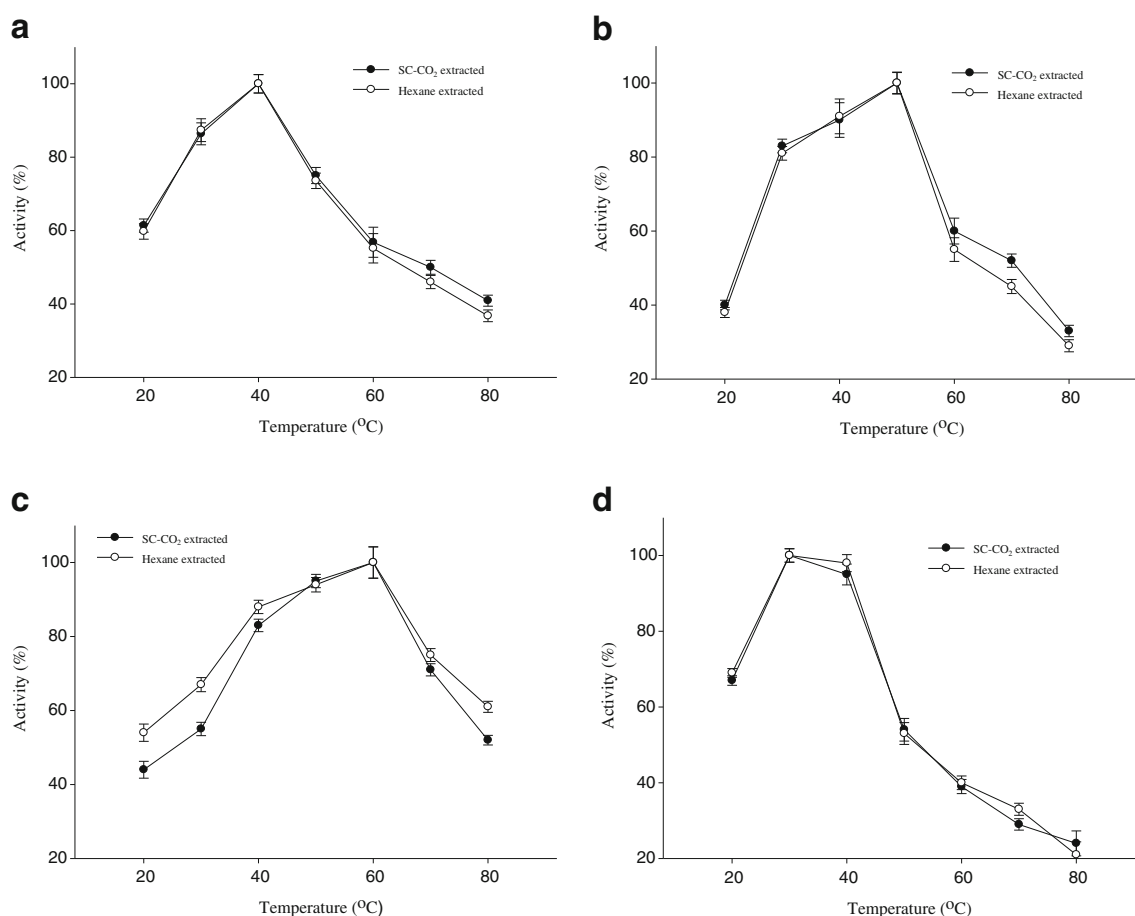 a
SC-CO₂ extracted
Hexane extracted
100
80
60
40
20
Activity (%)
20 40 60 80
Temperature (ᴼC)
b
SC-CO₂ extracted
Hexane extracted
100
80
60
40
20
Activity (%)
20 40 60 80
Temperature (ᴼC)
c
SC-CO₂ extracted
Hexane extracted
100
80
60
40
20
Activity (%)
20 40 60 80
Temperature (ᴼC)
d
SC-CO₂ extracted
Hexane extracted
100
80
60
40
20
Activity (%)
20 40 60 80
Temperature (ᴼC)